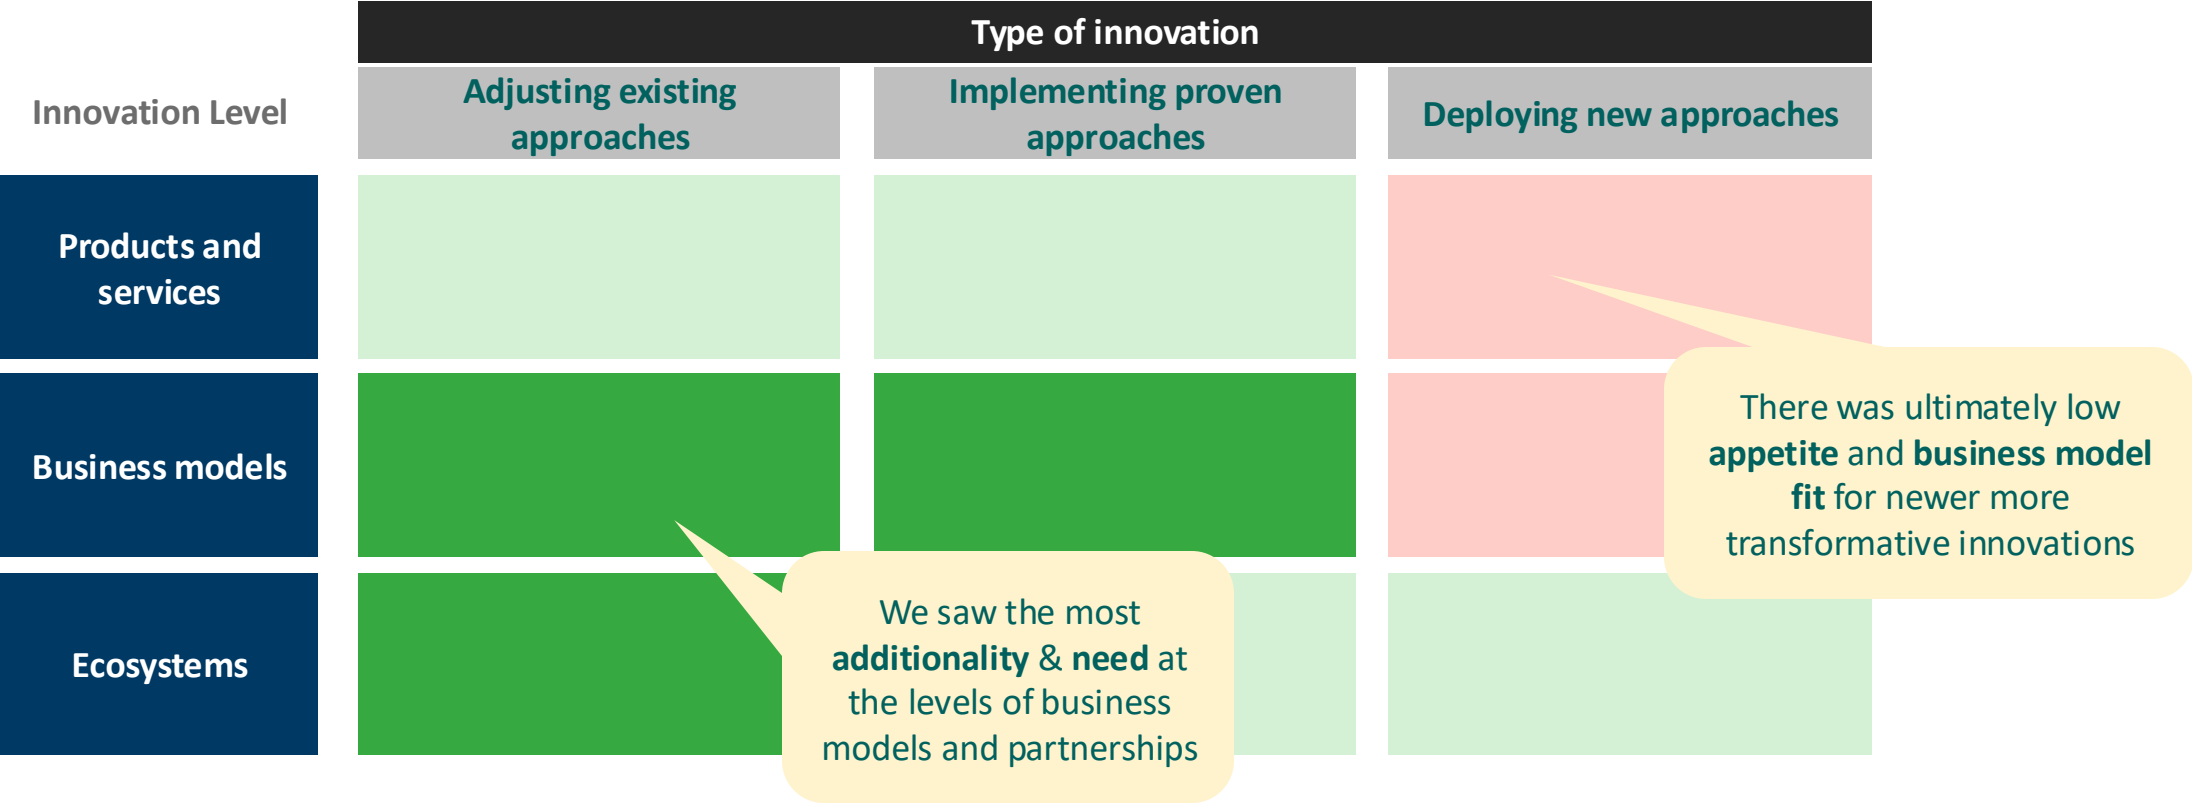 Type of innovation
Innovation Level
Adjusting existing
approaches
Implementing proven
approaches
Deploying new approaches
Products and
services
Business models
There was ultimately low
appetite and business model
fit for newer more
transformative innovations
Ecosystems
We saw the most
additionality & need at
the levels of business
models and partnerships